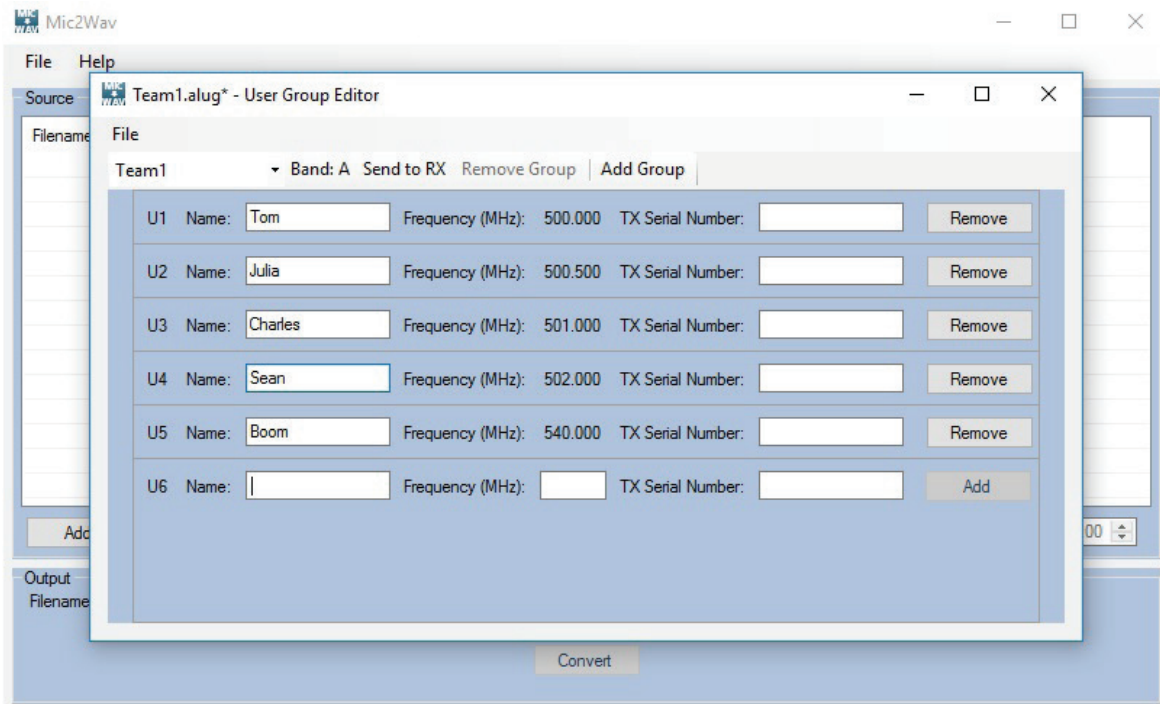 MIC WAV Mic2Wav
File Help
Source
Filename
MIC WAV Team1.alug* - User Group Editor
File
Team1 Band: A Send to RX Remove Group Add Group
U1 Name: Tom Frequency (MHz): 500.000 TX Serial Number: Remove
U2 Name: Julia Frequency (MHz): 500.500 TX Serial Number: Remove
U3 Name: Charles Frequency (MHz): 501.000 TX Serial Number: Remove
U4 Name: Sean Frequency (MHz): 502.000 TX Serial Number: Remove
U5 Name: Boom Frequency (MHz): 540.000 TX Serial Number: Remove
U6 Name: Frequency (MHz): TX Serial Number: Add
Add 00
Output
Filename
Convert